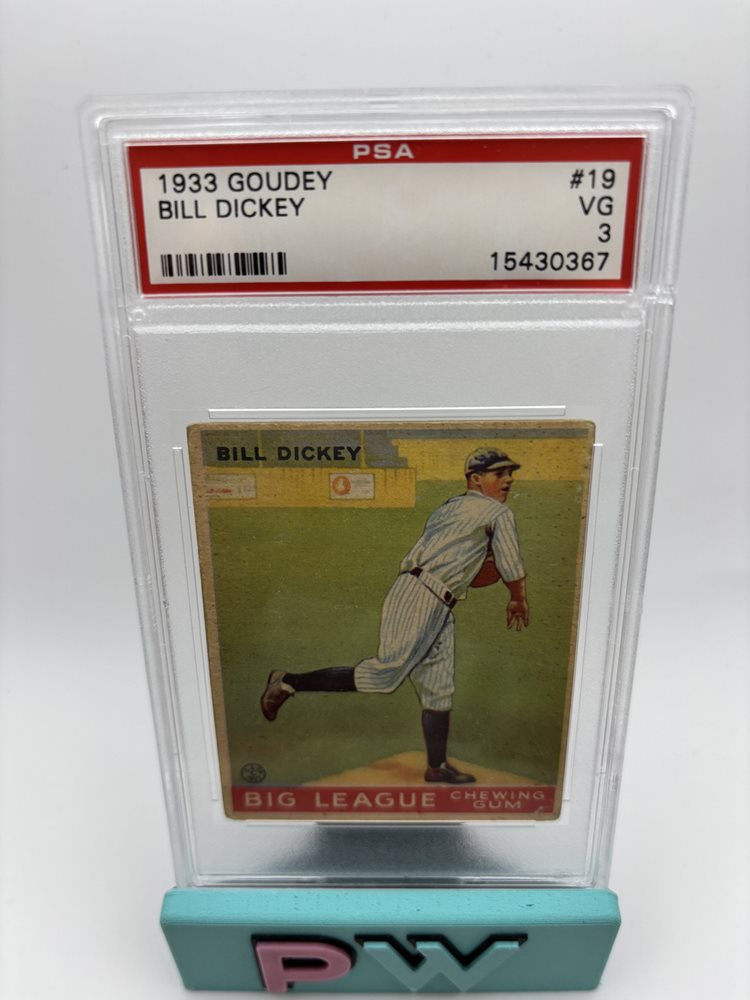 PSA
1933 GOUDEY #19
BILL DICKEY VG
3
15430367
BILL DICKEY
BIG LEAGUE CHEWING
GUM
PW